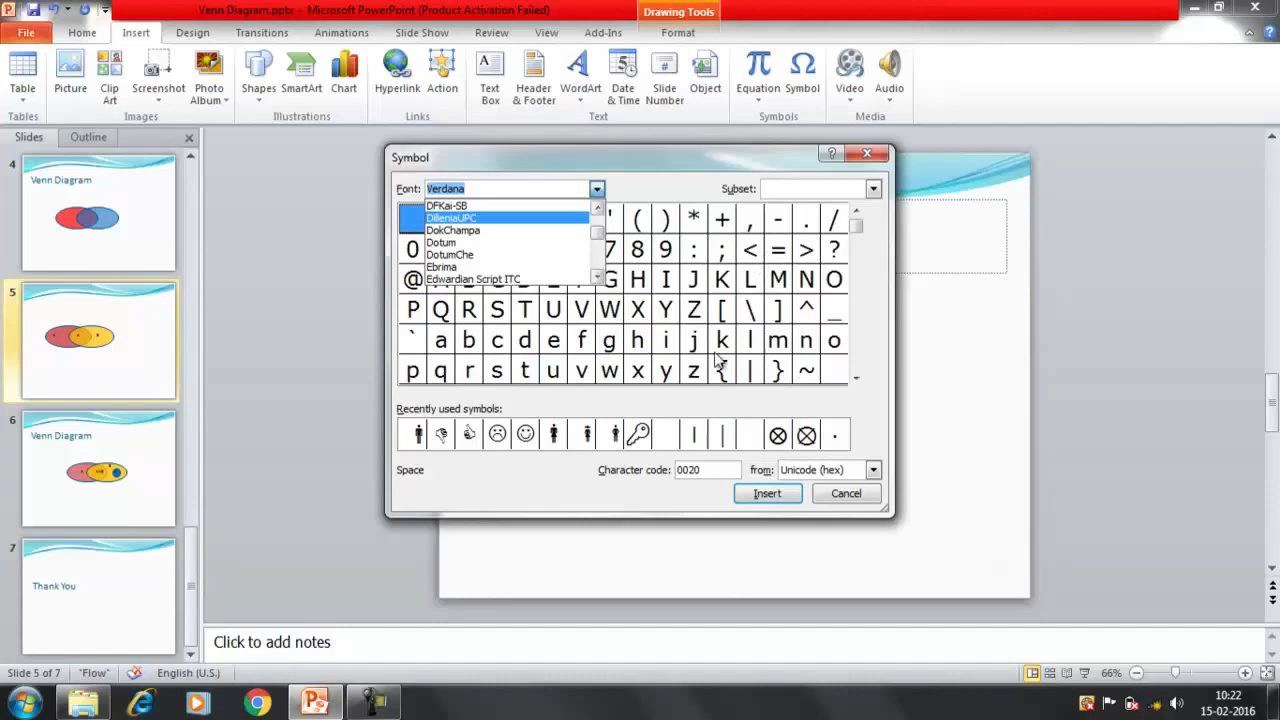 Venn Diagram.pptx - Microsoft PowerPoint (Product Activation Failed)
Drawing Tools
File Home Insert Design Transitions Animations Slide Show Review View Add-Ins Format
Table Picture Clip Art Screenshot Photo Album Shapes SmartArt Chart Hyperlink Action Text Box Header & Footer WordArt Date & Time Slide Number Object Equation Symbol Video Audio
Tables Images Illustrations Links Text Symbols Media
Slides Outline
4
Venn Diagram
5
6
Venn Diagram
7
Thank You
Symbol
Font: Verdana Subset:
DFKai-SB
DilleniaUPC
DokChampa
Dotum
DotumChe
Ebrima
Edwardian Script ITC
' ( ) * + , - . /
0 7 8 9 : ; < = > ?
@ G H I J K L M N O
P Q R S T U V W X Y Z [ \ ] ^ _
` a b c d e f g h i j k l m n o
p q r s t u v w x y z { | } ~
Recently used symbols:
Space Character code: 0020 from: Unicode (hex)
Insert Cancel
Click to add notes
Slide 5 of 7 "Flow" English (U.S.) 66%
10:22
15-02-2016